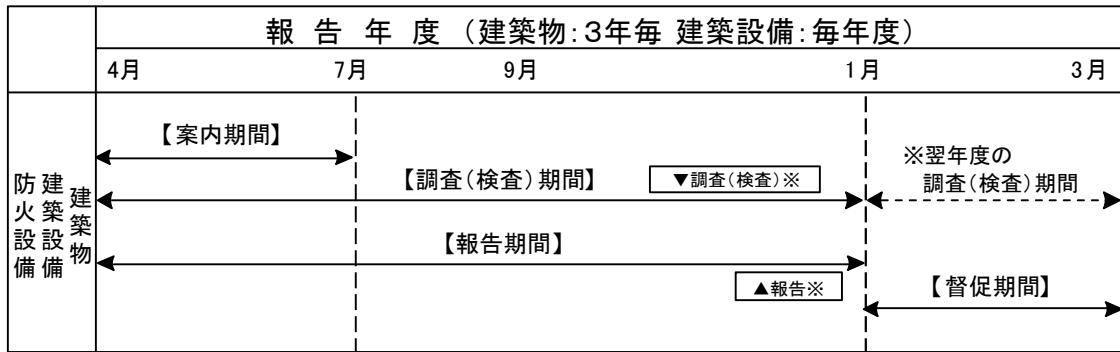 報告年度（建築物：３年毎 建築設備：毎年度）
4月 7月 9月 1月 3月
建築物
建築設備
防火設備
【案内期間】
【調査（検査）期間】
▼調査（検査）※
※翌年度の
調査（検査）期間
【報告期間】
▲報告※
【督促期間】